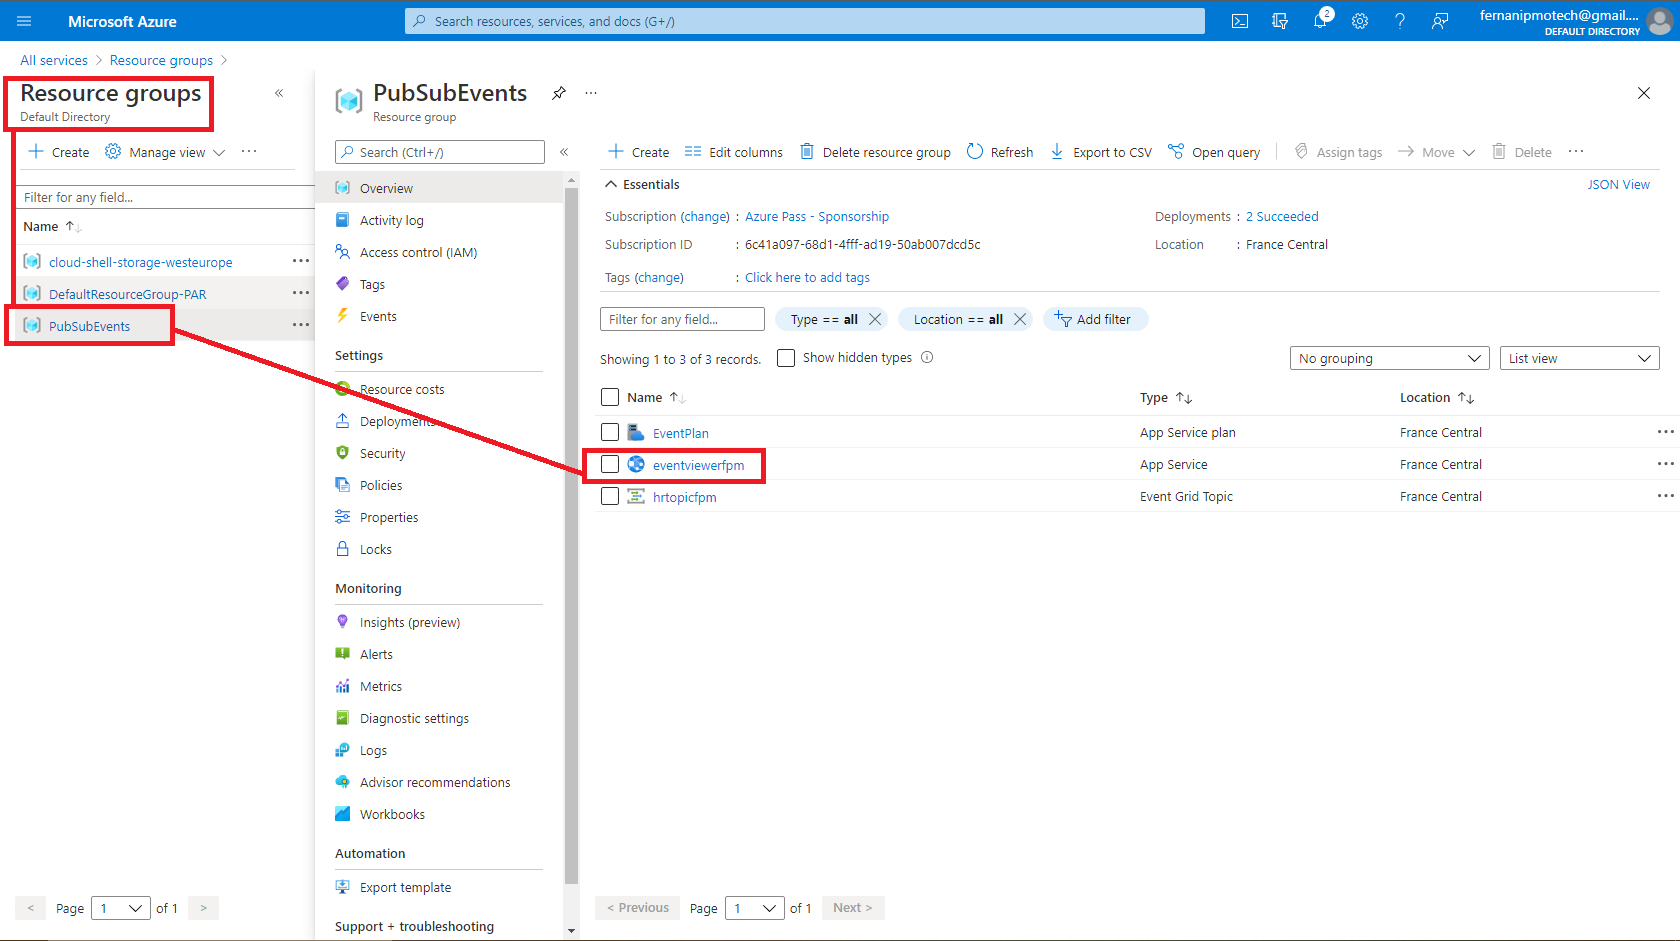 Microsoft Azure
Search resources, services, and docs (G+/)
2
fernanipmotech@gmail....
DEFAULT DIRECTORY
All services > Resource groups >
Resource groups
Default Directory
Create
Manage view
Filter for any field...
Name
cloud-shell-storage-westeurope
DefaultResourceGroup-PAR
PubSubEvents
< Page 1 of 1 >
PubSubEvents
Resource group
Search (Ctrl+/)
Overview
Activity log
Access control (IAM)
Tags
Events
Settings
Resource costs
Deployments
Security
Policies
Properties
Locks
Monitoring
Insights (preview)
Alerts
Metrics
Diagnostic settings
Logs
Advisor recommendations
Workbooks
Automation
Export template
Support + troubleshooting
Create Edit columns Delete resource group Refresh Export to CSV Open query Assign tags Move Delete
Essentials
JSON View
Subscription (change) : Azure Pass - Sponsorship
Deployments : 2 Succeeded
Subscription ID : 6c41a097-68d1-4fff-ad19-50ab007dcd5c
Location : France Central
Tags (change) : Click here to add tags
Filter for any field... Type == all Location == all Add filter
Showing 1 to 3 of 3 records. Show hidden types
No grouping List view
Name Type Location
EventPlan App Service plan France Central
eventviewerfpm App Service France Central
hrtopicfpm Event Grid Topic France Central
< Previous Page 1 of 1 Next >